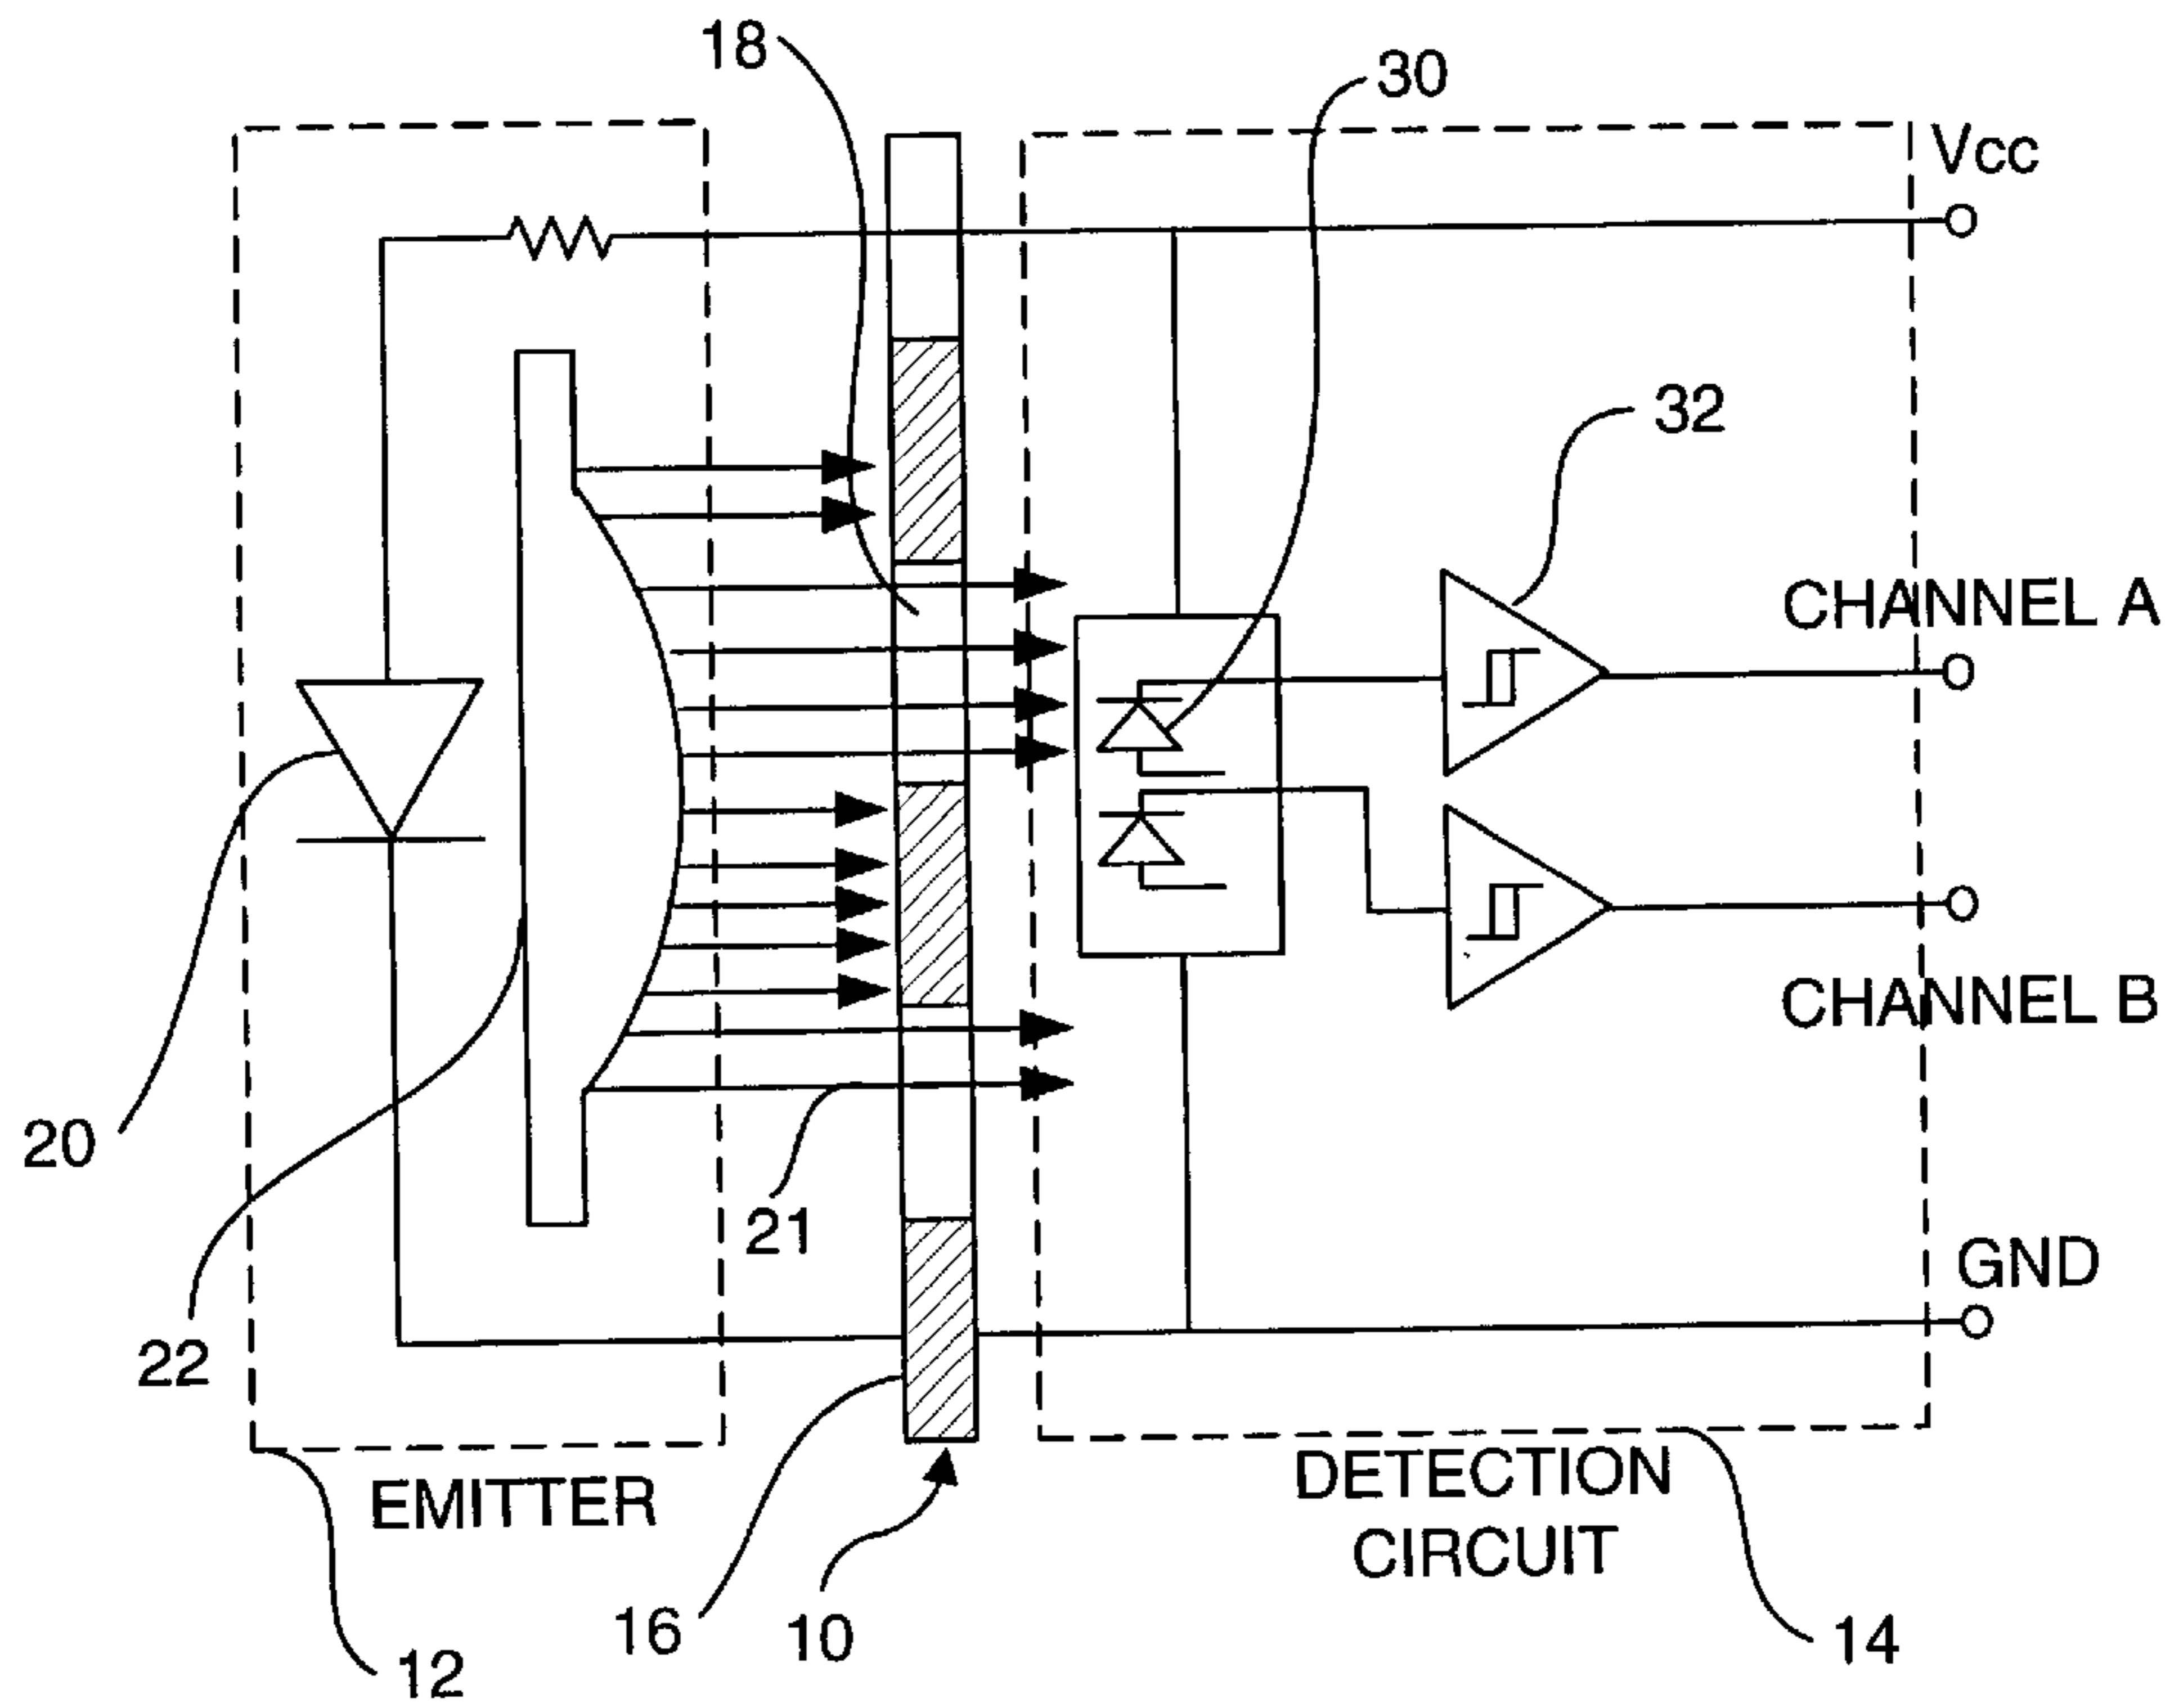 18
30
Vcc
32
CHANNEL A
CHANNEL B
20
21
GND
22
EMITTER
DETECTION
CIRCUIT
16
10
14
12